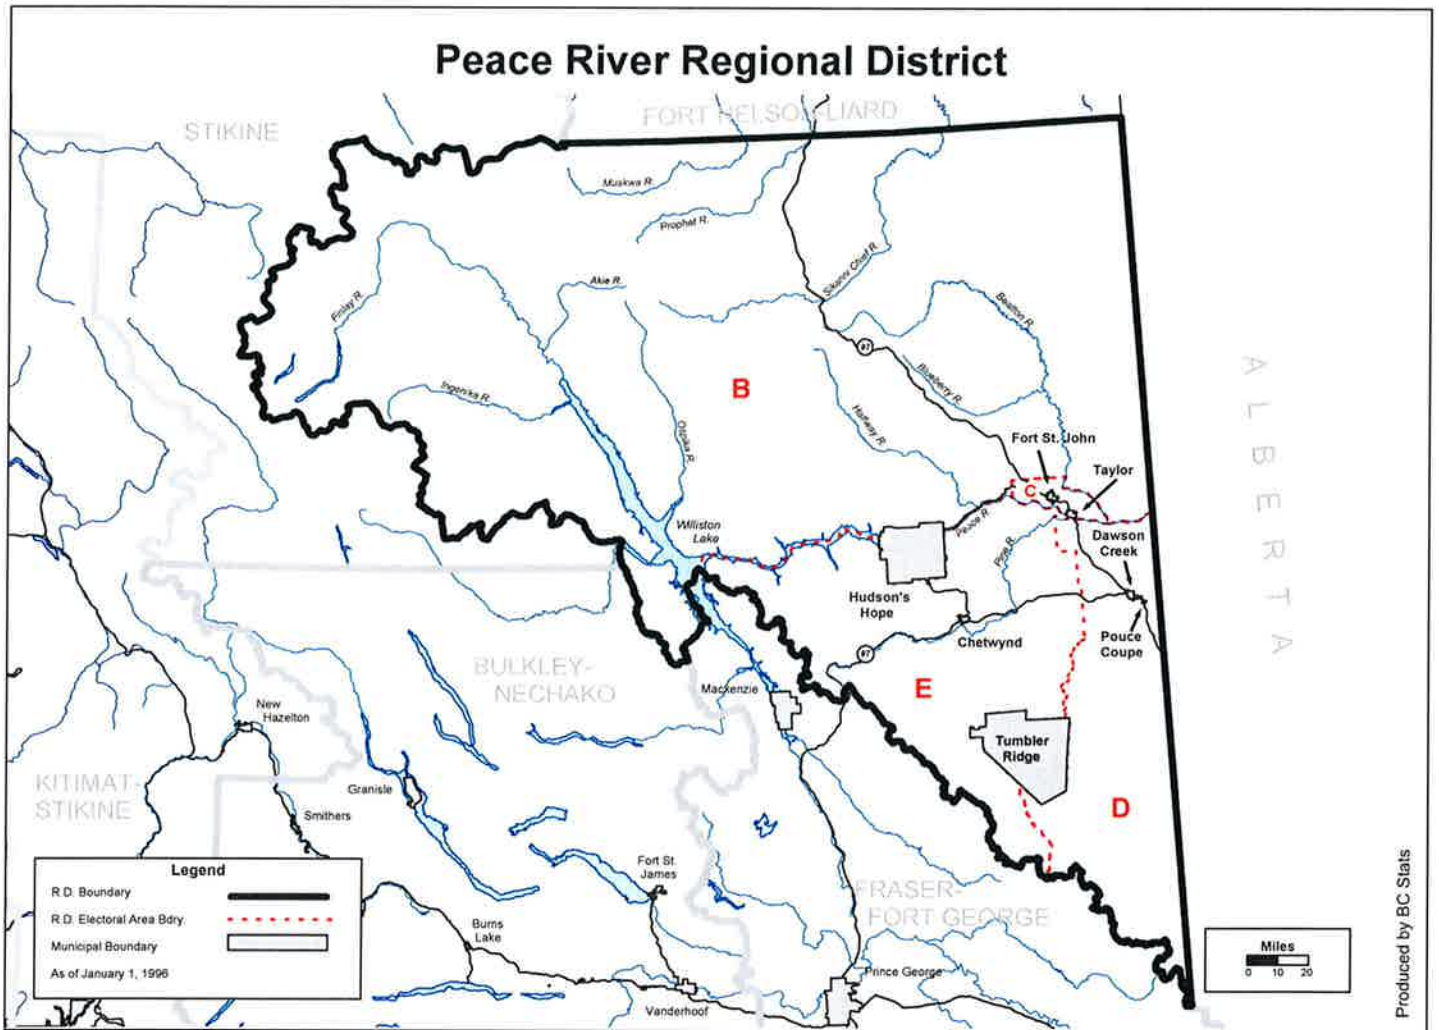 Peace River Regional District
STIKINE
FORT NELSON-LIARD
Muskwa R.
Prophet R.
Sikanni Chief R.
Akie R.
Finlay R.
Beatton R.
97
Blueberry R.
Ingenika R.
B
Halfway R.
Ospika R.
ALBERTA
Fort St. John
Taylor
C
Williston
Lake
Peace R.
Pine R.
Dawson
Creek
Hudson's
Hope
Chetwynd
Pouce
Coupe
97
BULKLEY-
NECHAKO
Mackenzie
E
New
Hazelton
Tumbler
Ridge
KITIMAT-
STIKINE
Granisle
Smithers
D
Fort St.
James
FRASER-
FORT GEORGE
Burns
Lake
Prince George
Vanderhoof
Legend
R.D. Boundary
R.D. Electoral Area Bdry.
Municipal Boundary
As of January 1, 1996
Miles
0 10 20
Produced by BC Stats